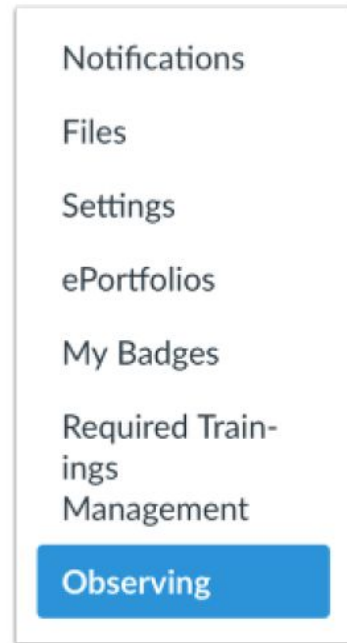 Notifications
Files
Settings
ePortfolios
My Badges
Required Train-
ings
Management
Observing